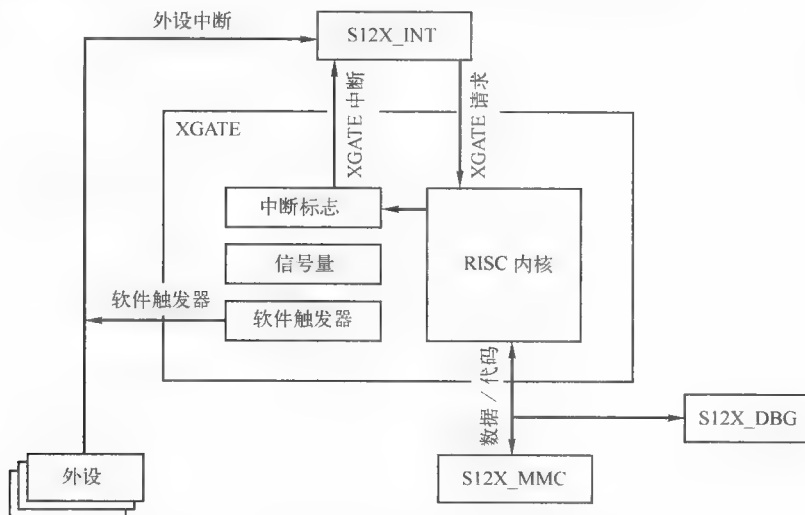 外设中断
S12X_INT
XGATE 中断
XGATE 请求
XGATE
中断标志
信号量
RISC 内核
软件触发器
软件触发器
数据 / 代码
S12X_DBG
外设
S12X_MMC